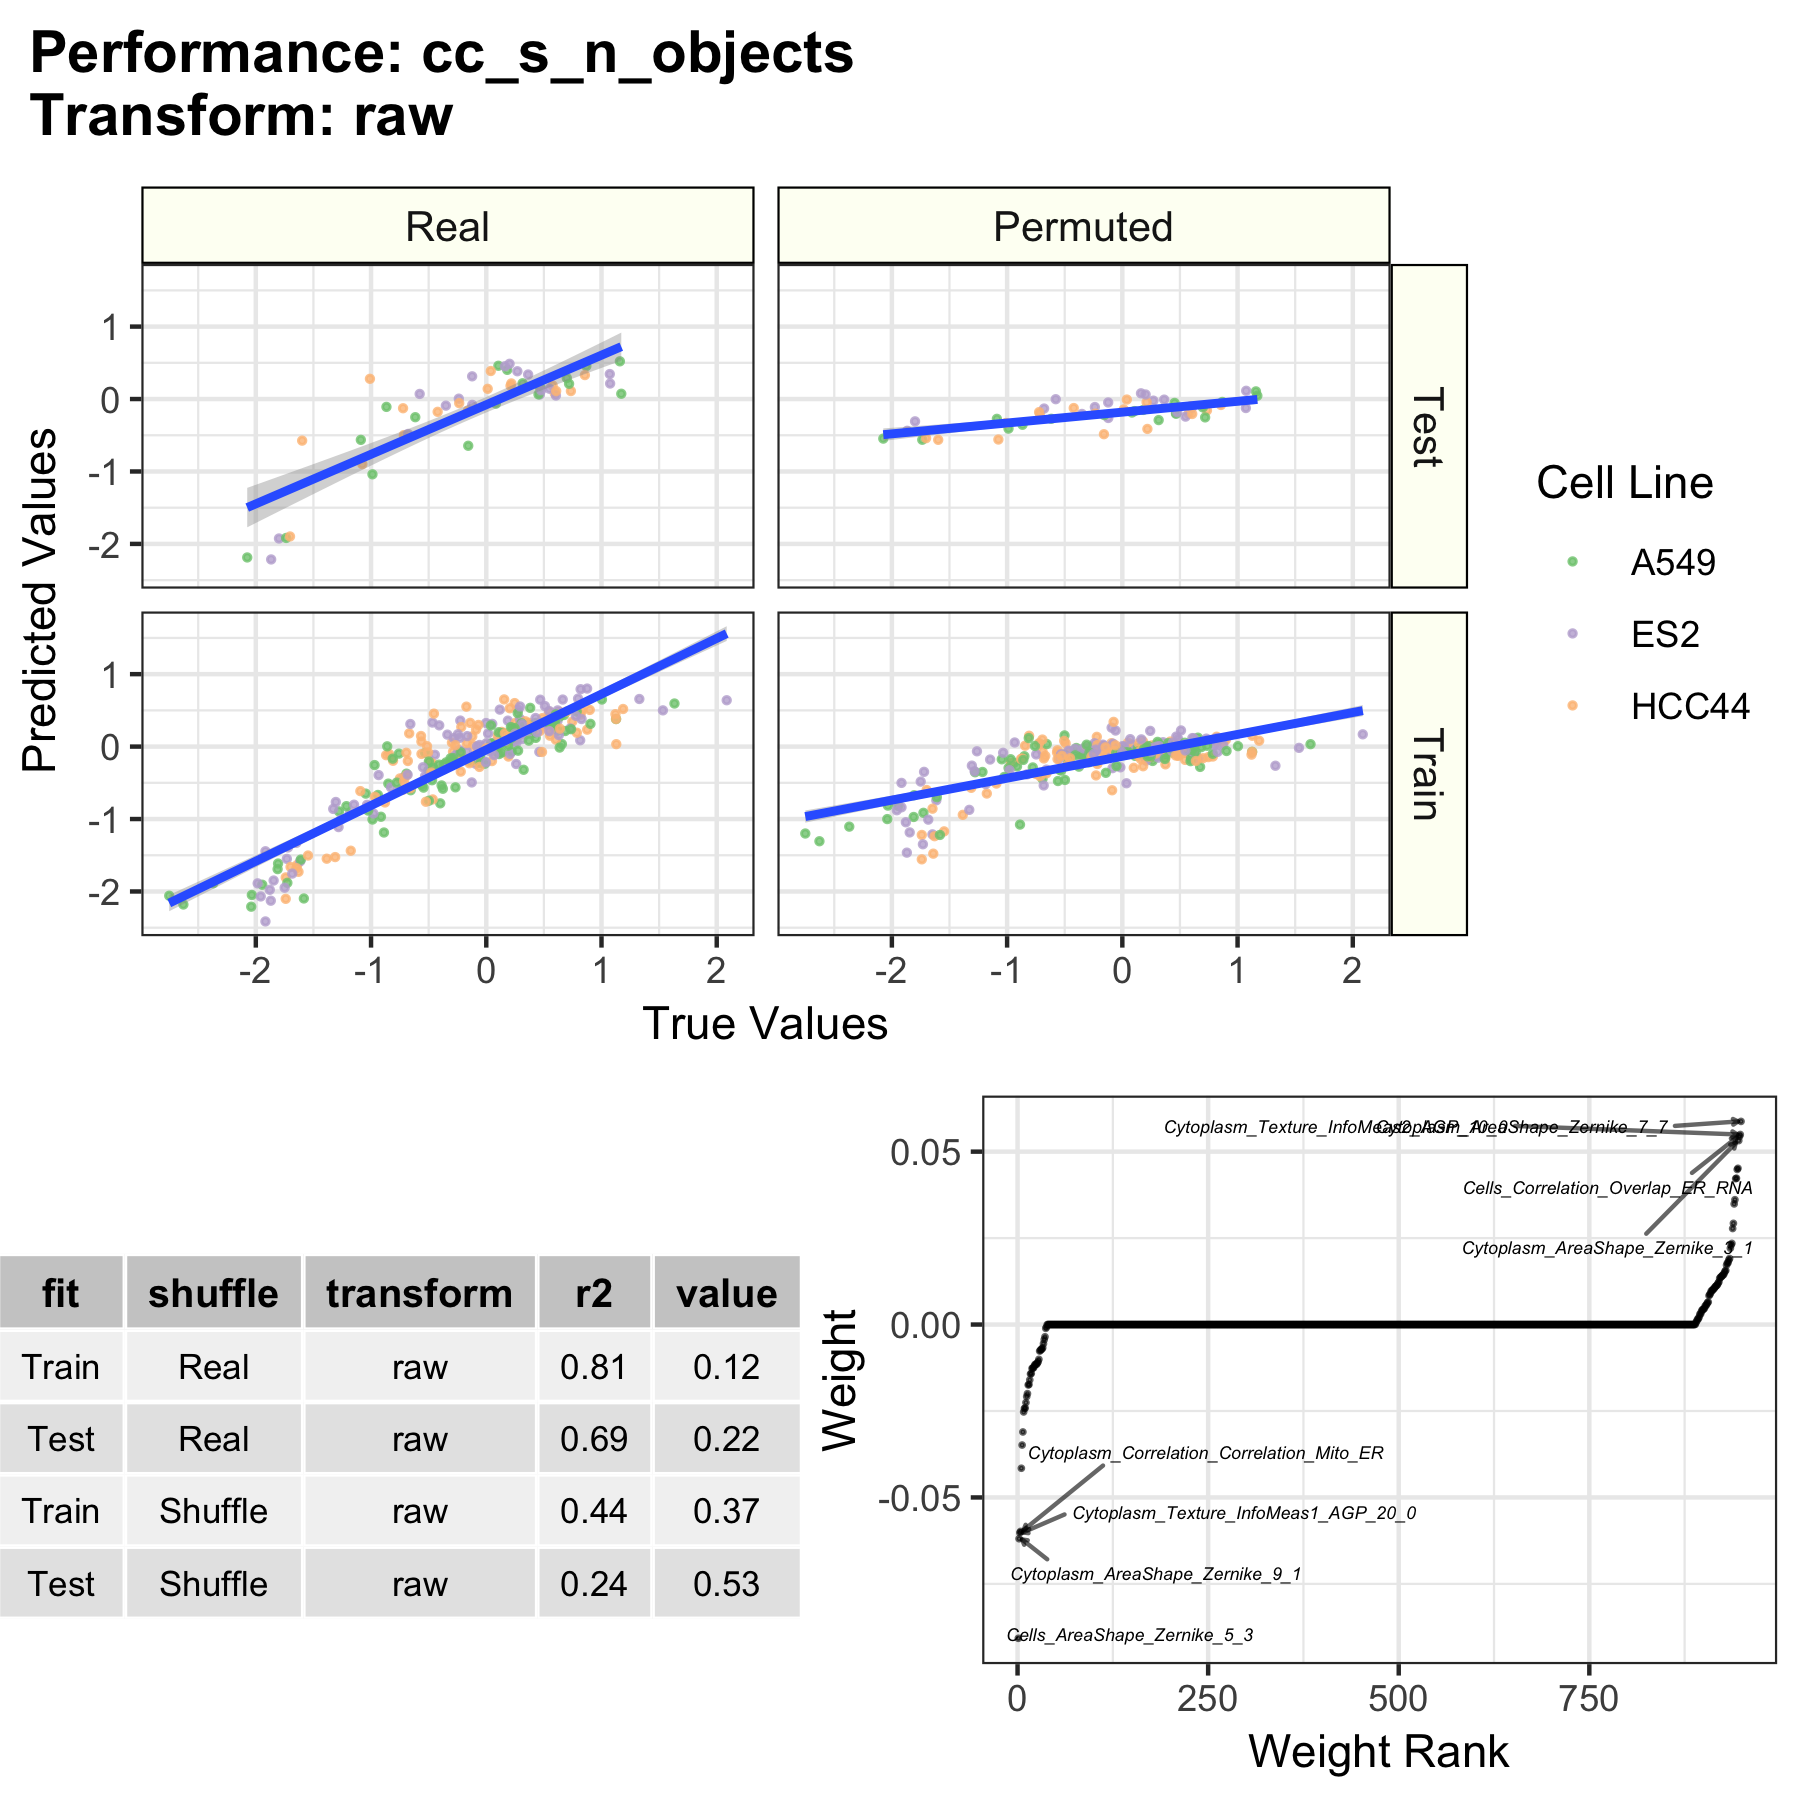 Performance: cc_s_n_objects
Transform: raw
Real
Permuted
1
0
-1
-2
Test
1
0
-1
-2
Train
-2
-1
0
1
2
-2
-1
0
1
2
Predicted Values
True Values
Cell Line
A549
ES2
HCC44
fit shuffle transform r2 value
Train Real raw 0.81 0.12
Test Real raw 0.69 0.22
Train Shuffle raw 0.44 0.37
Test Shuffle raw 0.24 0.53
Weight
0.05
0.00
-0.05
Cytoplasm_Texture_InfoMeas2_AGP_10_0
Cytoplasm_AreaShape_Zernike_7_7
Cells_Correlation_Overlap_ER_RNA
Cytoplasm_AreaShape_Zernike_3_1
Cytoplasm_Correlation_Correlation_Mito_ER
Cytoplasm_Texture_InfoMeas1_AGP_20_0
Cytoplasm_AreaShape_Zernike_9_1
Cells_AreaShape_Zernike_5_3
0
250
500
750
Weight Rank